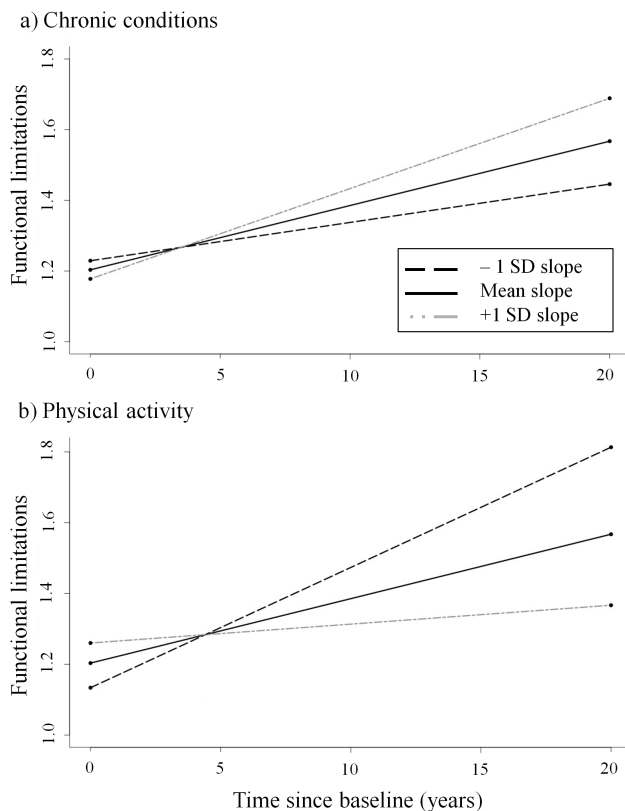 a) Chronic conditions
Functional limitations
1.8
1.6
1.4
1.2
1.0
– 1 SD slope
Mean slope
+1 SD slope
0 5 10 15 20
b) Physical activity
Functional limitations
1.8
1.6
1.4
1.2
1.0
0 5 10 15 20
Time since baseline (years)